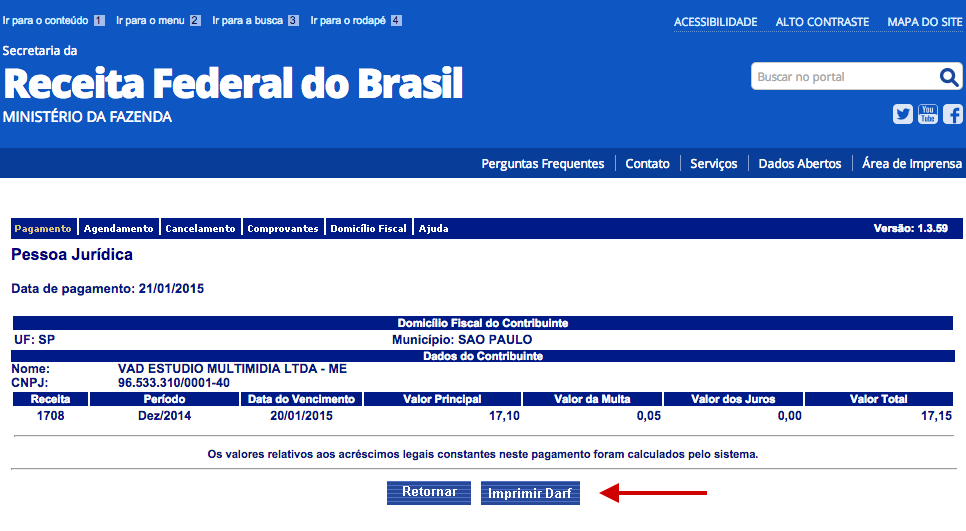 Ir para o conteúdo 1 Ir para o menu 2 Ir para a busca 3 Ir para o rodapé 4 ACESSIBILIDADE ALTO CONTRASTE MAPA DO SITE
Secretaria da
Receita Federal do Brasil
MINISTÉRIO DA FAZENDA
Buscar no portal
You Tube
Perguntas Frequentes Contato Serviços Dados Abertos Área de Imprensa
Pagamento Agendamento Cancelamento Comprovantes Domicílio Fiscal Ajuda Versão: 1.3.59
Pessoa Jurídica
Data de pagamento: 21/01/2015
Domicílio Fiscal do Contribuinte
UF: SP Município: SAO PAULO
Dados do Contribuinte
Nome: VAD ESTUDIO MULTIMIDIA LTDA - ME
CNPJ: 96.533.310/0001-40
Receita Período Data do Vencimento Valor Principal Valor da Multa Valor dos Juros Valor Total
1708 Dez/2014 20/01/2015 17,10 0,05 0,00 17,15
Os valores relativos aos acréscimos legais constantes neste pagamento foram calculados pelo sistema.
Retornar Imprimir Darf